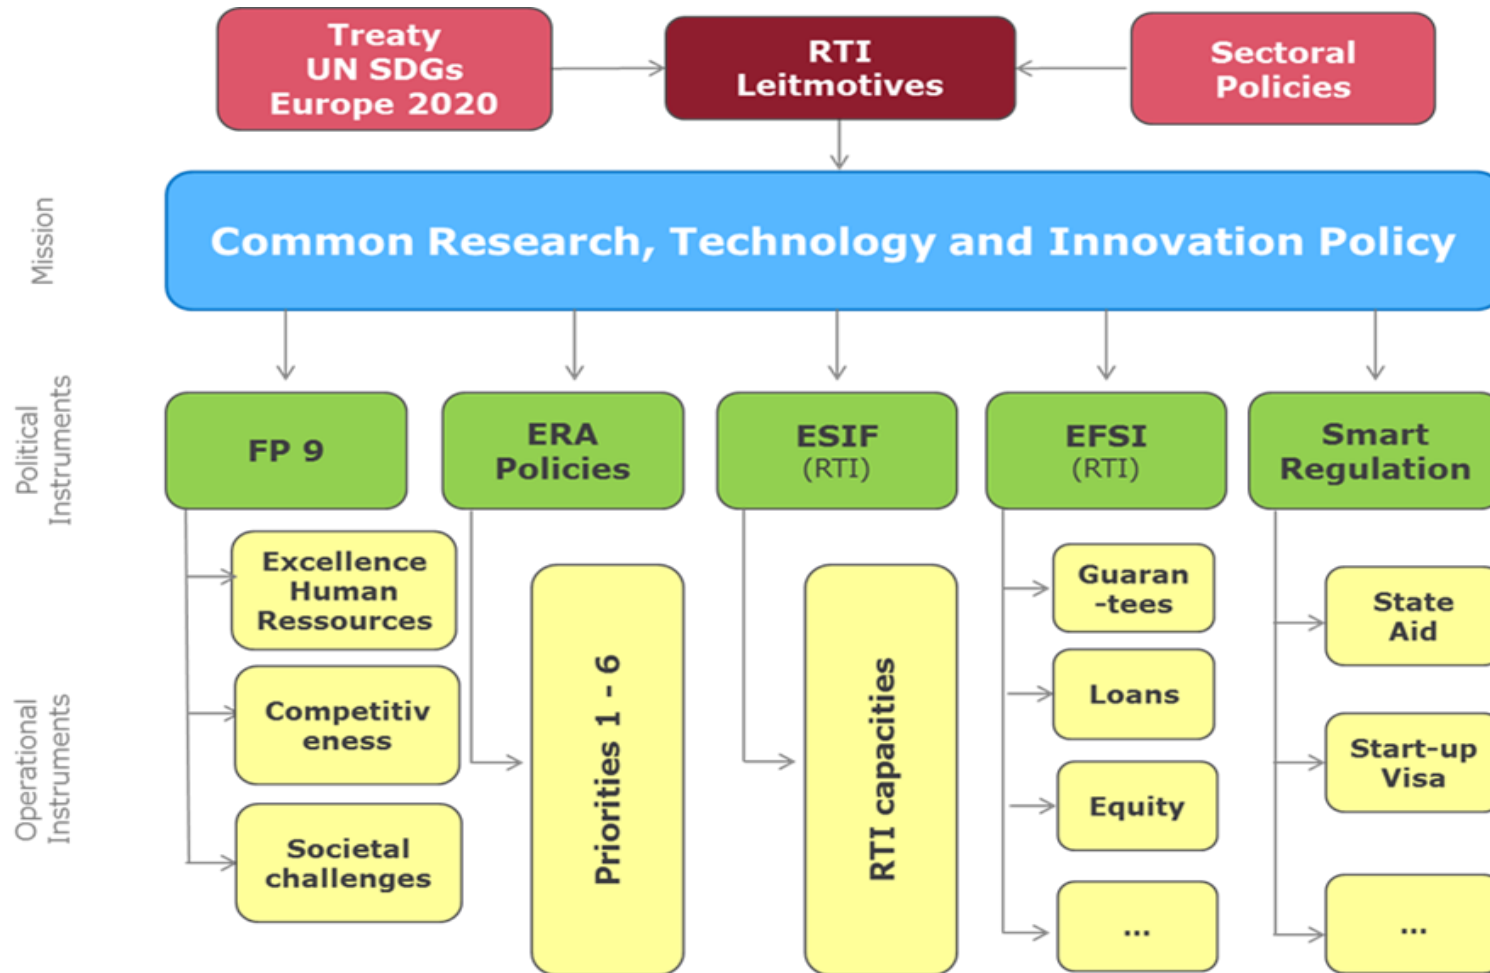 Treaty
UN SDGs
Europe 2020
RTI
Leitmotives
Sectoral
Policies
Mission
Common Research, Technology and Innovation Policy
Political
Instruments
FP 9
ERA
Policies
ESIF
(RTI)
EFSI
(RTI)
Smart
Regulation
Operational
Instruments
Excellence
Human
Ressources
Competitiv
eness
Societal
challenges
Priorities 1 - 6
RTI capacities
Guaran
-tees
Loans
Equity
...
State
Aid
Start-up
Visa
...